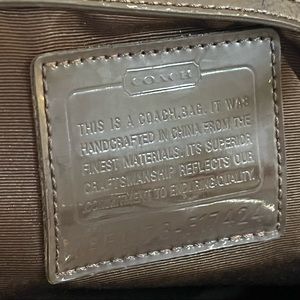 COACH
THIS IS A COACH BAG. IT WAS
HANDCRAFTED IN CHINA FROM THE
FINEST MATERIALS. ITS SUPERIOR
CRAFTSMANSHIP REFLECTS OUR
COMMITMENT TO ENDURING QUALITY.